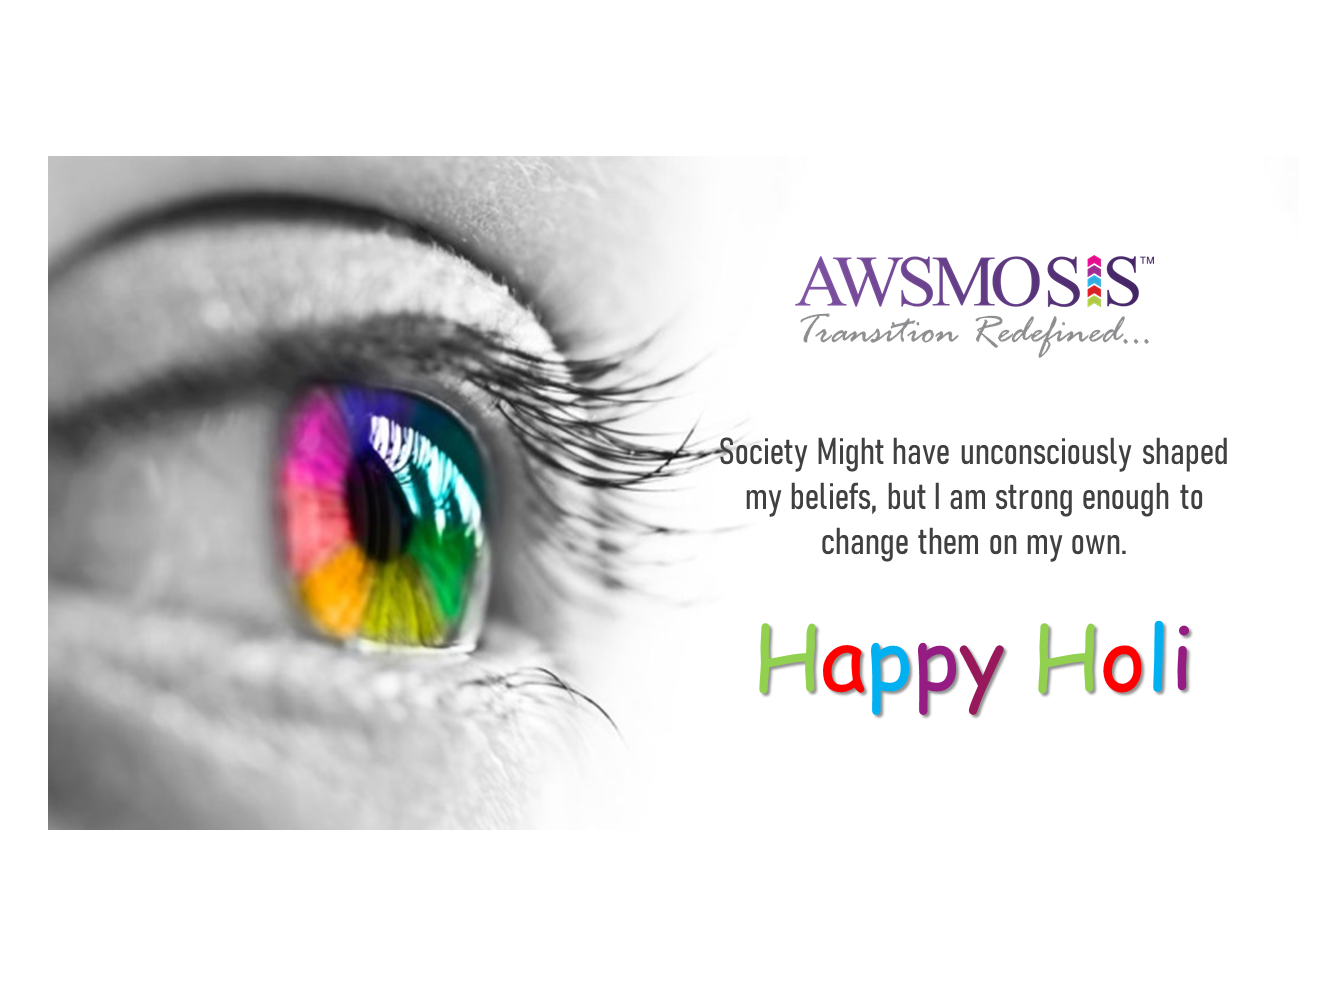 AWSMOSIS™
Transition Redefined...
Society Might have unconsciously shaped
my beliefs, but I am strong enough to
change them on my own.
Happy Holi